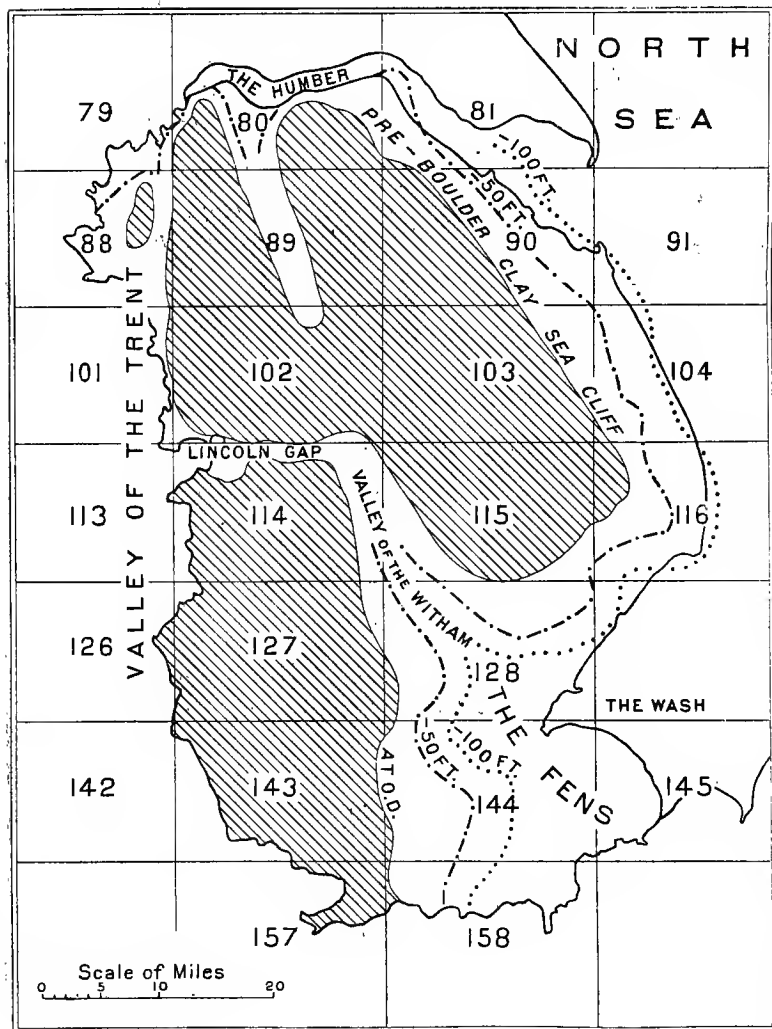 NORTH
SEA
THE HUMBER
79
80
81
PRE-BOULDER CLAY SEA CLIFF
-100 FT.
-50 FT.
88
89
90
91
VALLEY OF THE TRENT
101
102
103
104
LINCOLN GAP
113
114
115
116
VALLEY OF THE WITHAM
126
127
128
THE WASH
THE FENS
-50 FT.
-100 FT.
AT O.D.
142
143
144
145
157
158
Scale of Miles
0 5 10 20